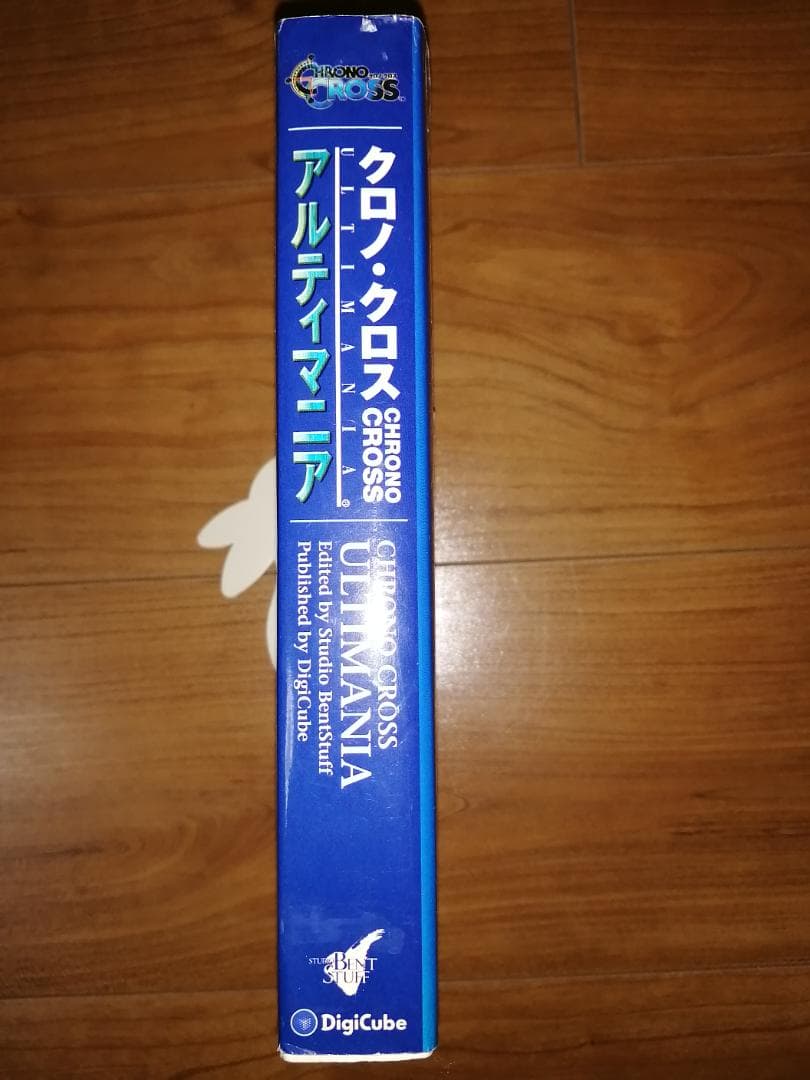 CHRONO CROSS
クロノ・クロス
CHRONO
CROSS
ULTIMANIA®
アルティマニア
CHRONO CROSS
ULTIMANIA
Edited by Studio BentStuff
Published by DigiCube
STUDIO
BENT
STUFF
DigiCube